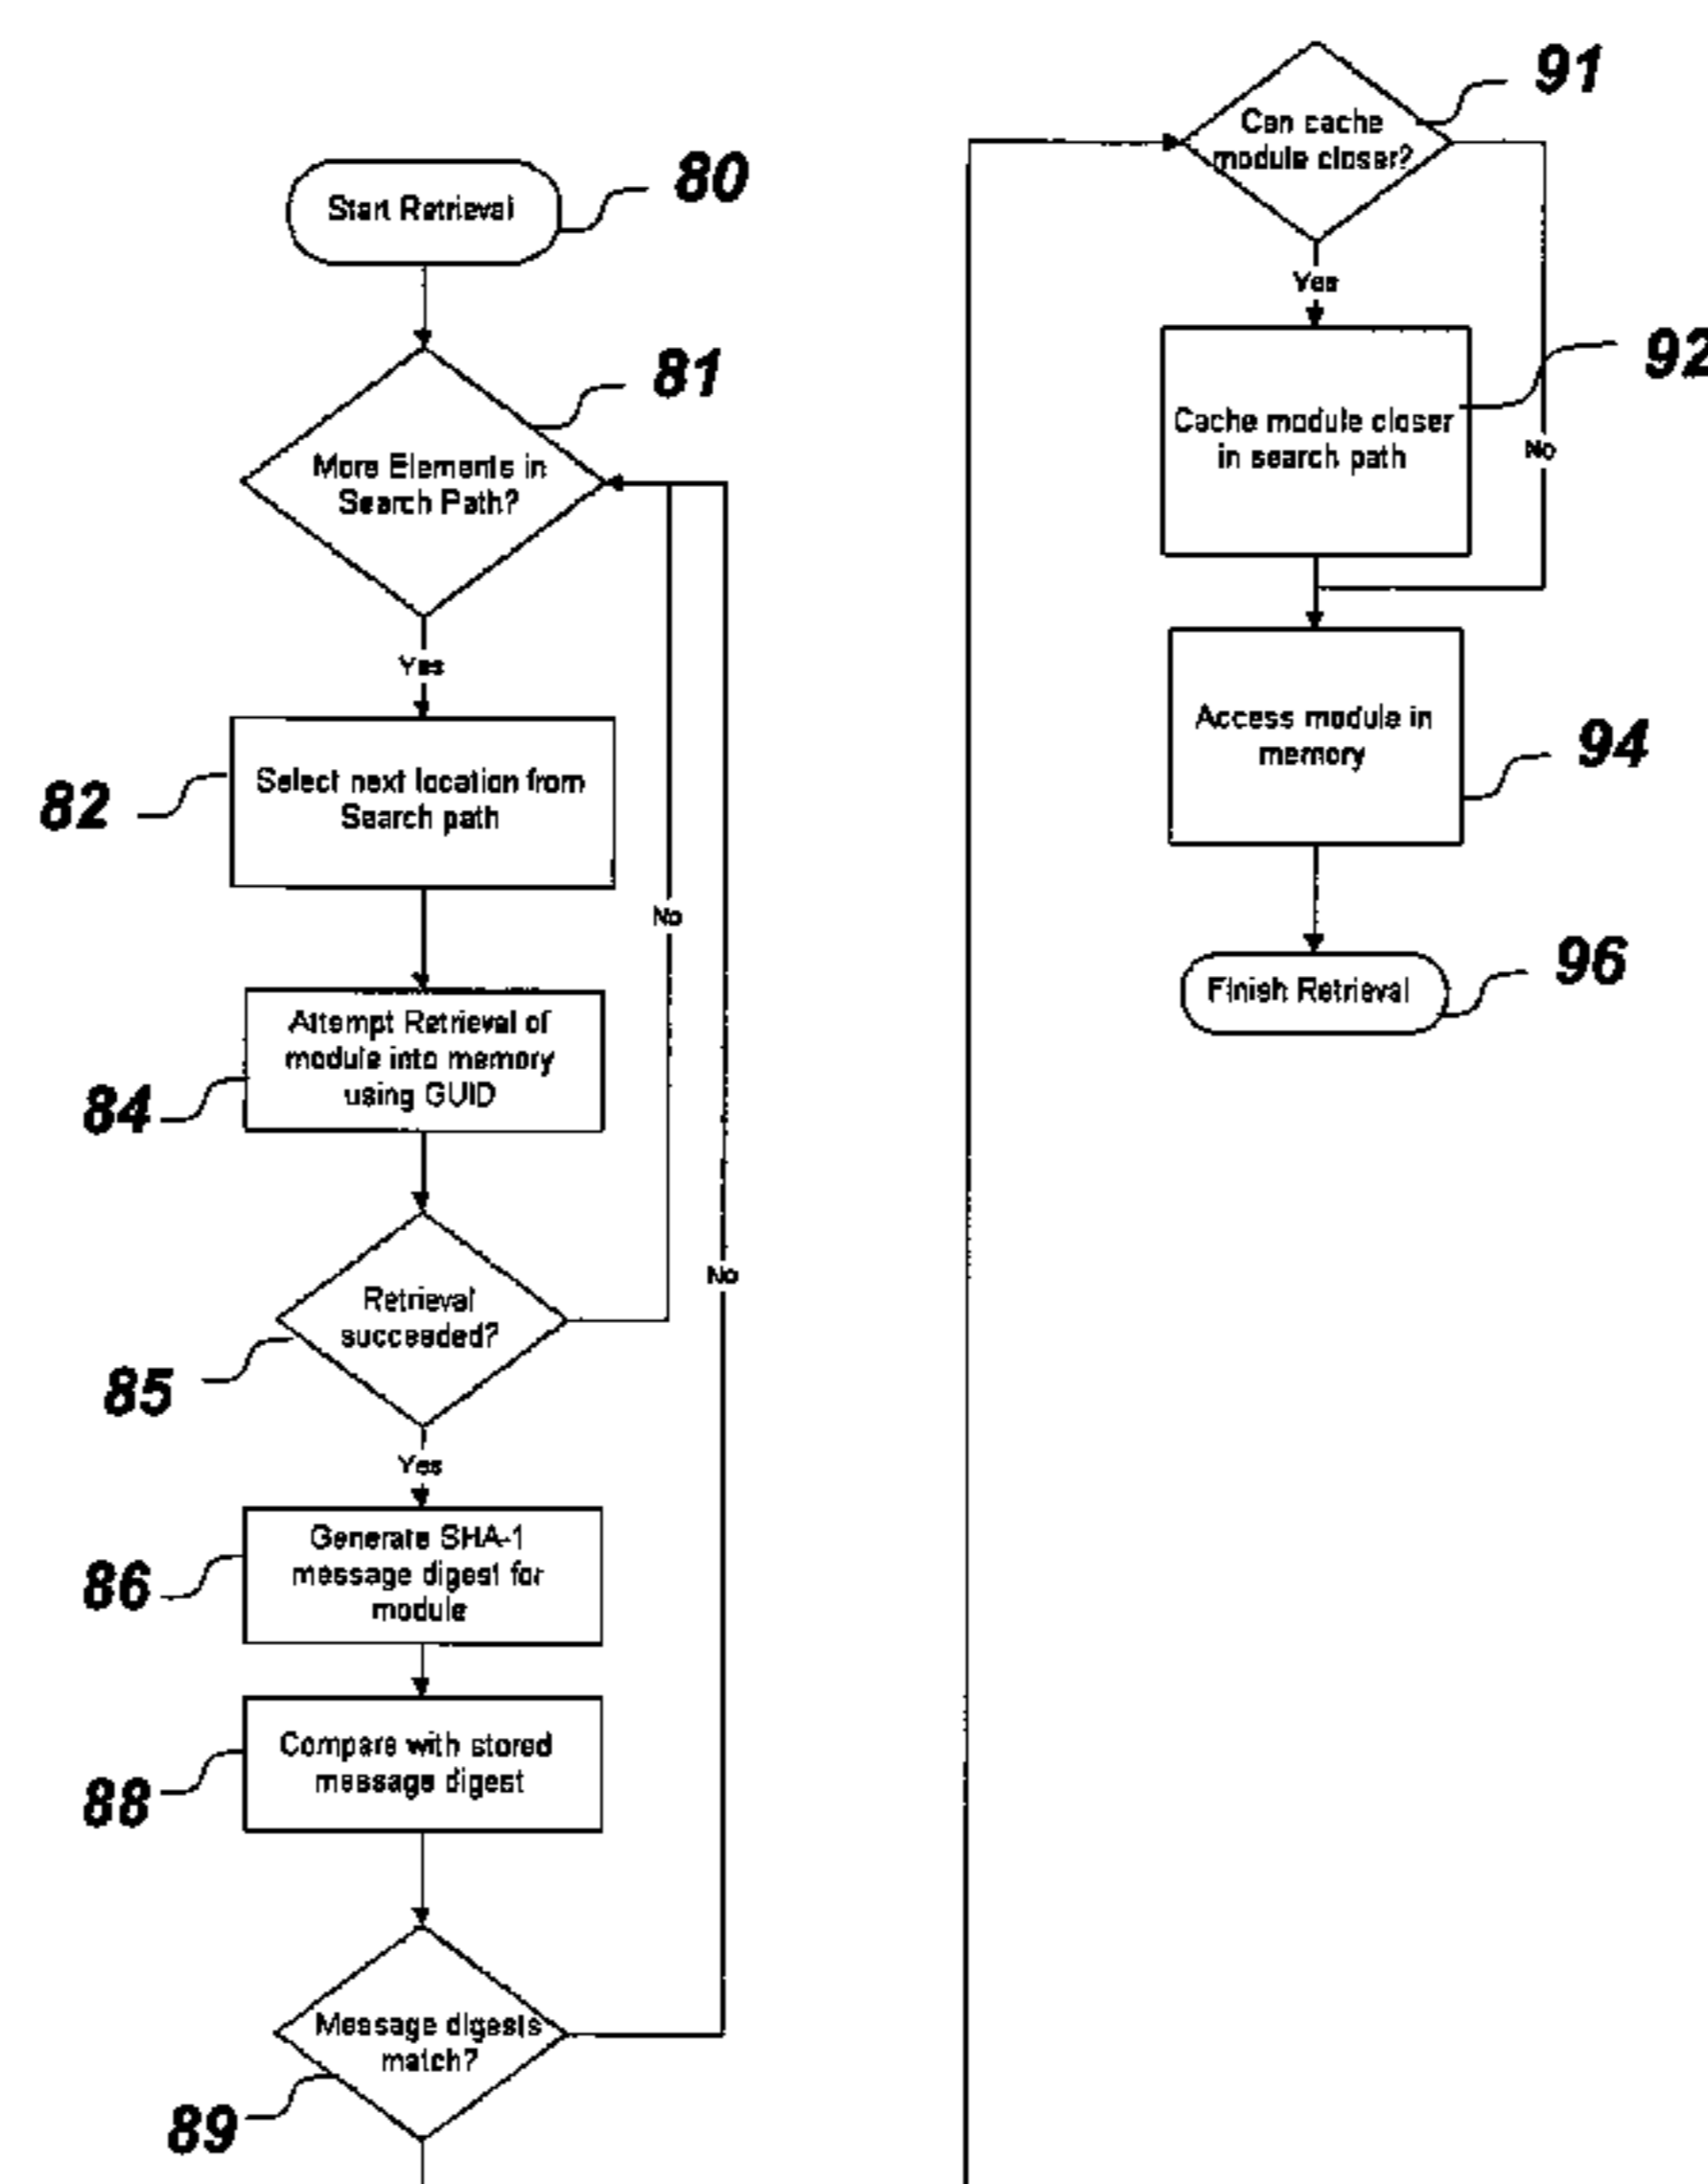 Start Retrieval
80
More Elements in
Search Path?
81
Yes
Select next location from
Search path
82
No
Attempt Retrieval of
module into memory
using GUID
84
Retrieval
succeeded?
85
No
Yes
Generate SHA-1
message digest for
module
86
Compare with stored
message digest
88
Message digests
match?
89
Can cache
module closer?
91
Yes
Cache module closer
in search path
92
No
Access module in
memory
94
Finish Retrieval
96